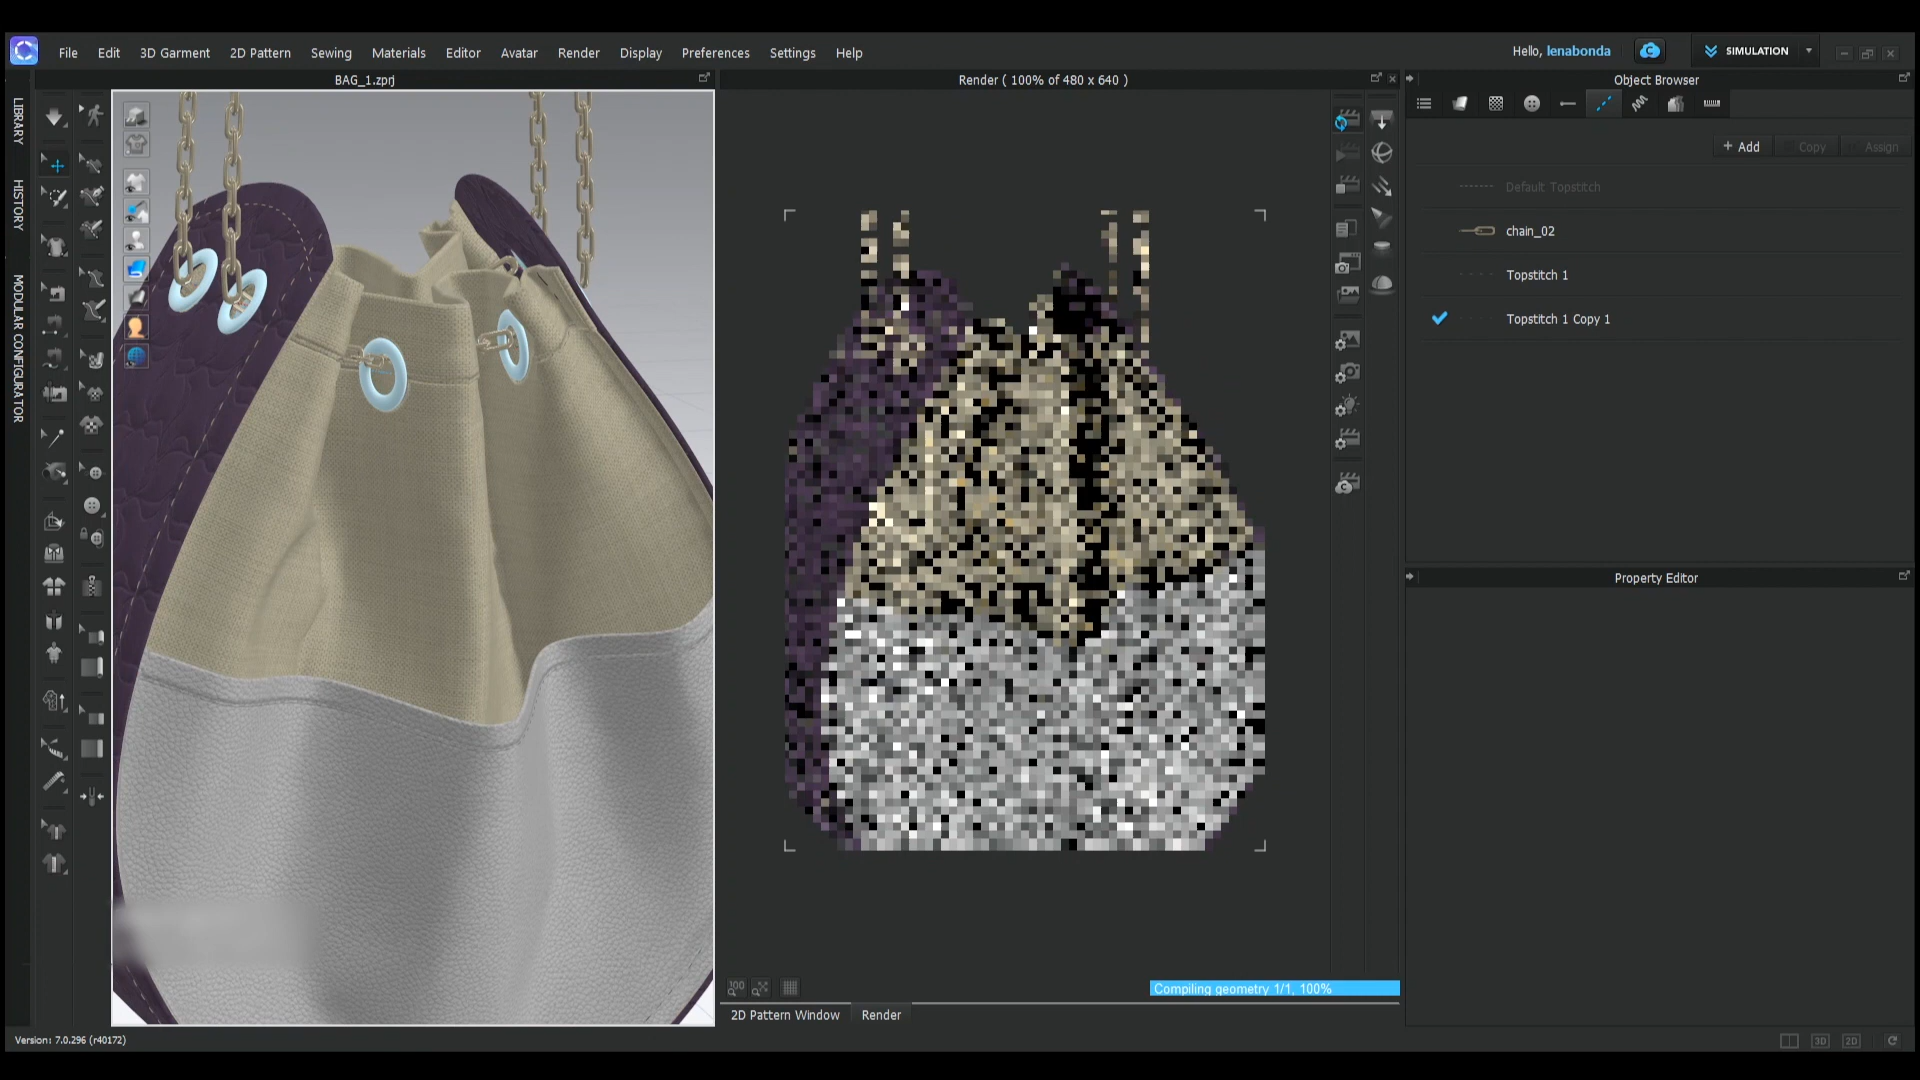 File Edit 3D Garment 2D Pattern Sewing Materials Editor Avatar Render Display Preferences Settings Help
Hello, lenabonda
SIMULATION
BAG_1.zprj
Render ( 100% of 480 x 640 )
Object Browser
LIBRARY
HISTORY
MODULAR CONFIGURATOR
+ Add
Copy
Assign
Default Topstitch
chain_02
Topstitch 1
Topstitch 1 Copy 1
Property Editor
100
Compiling geometry 1/1, 100%
2D Pattern Window
Render
Version: 7.0.296 (r40172)
3D
2D